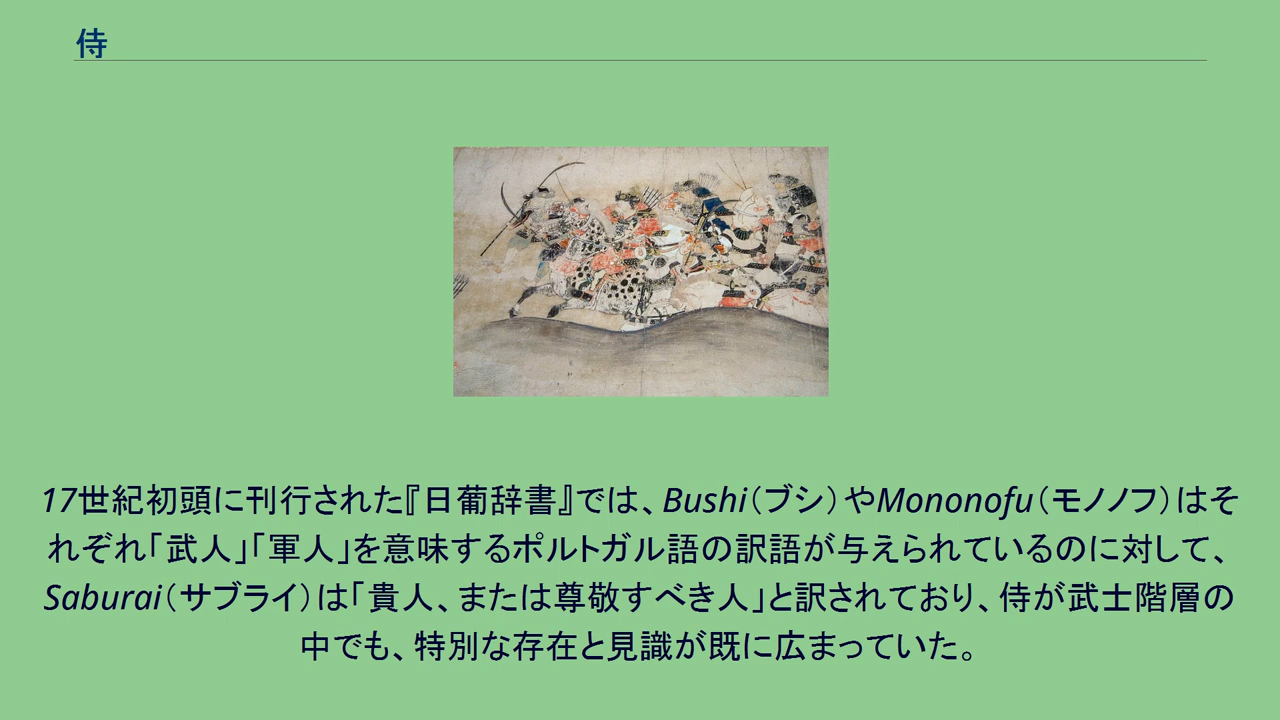 侍
17世紀初頭に刊行された『日葡辞書』では、Bushi（ブシ）やMononofu（モノノフ）はそ
れぞれ「武人」「軍人」を意味するポルトガル語の訳語が与えられているのに対して、
Saburai（サブライ）は「貴人、または尊敬すべき人」と訳されており、侍が武士階層の
中でも、特別な存在と見識が既に広まっていた。